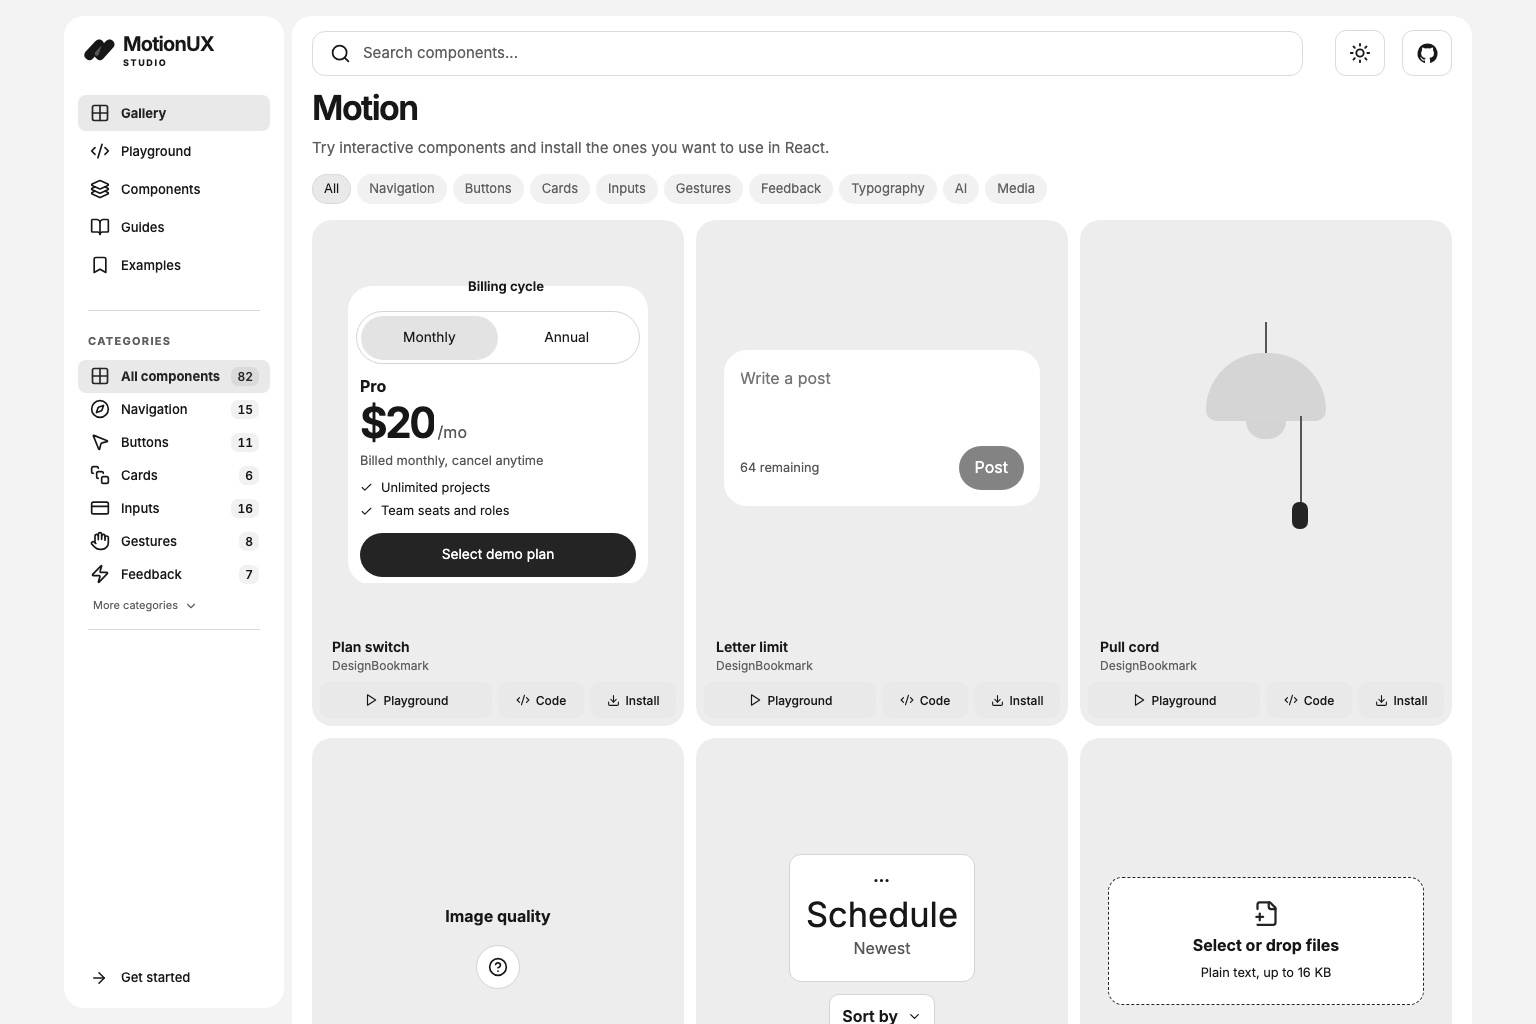 MotionUX
STUDIO
Gallery
Playground
Components
Guides
Examples
CATEGORIES
All components 82
Navigation 15
Buttons 11
Cards 6
Inputs 16
Gestures 8
Feedback 7
More categories
Get started
Search components...
Motion
Try interactive components and install the ones you want to use in React.
All Navigation Buttons Cards Inputs Gestures Feedback Typography AI Media
Billing cycle
Monthly Annual
Pro
$20/mo
Billed monthly, cancel anytime
Unlimited projects
Team seats and roles
Select demo plan
Plan switch
DesignBookmark
Playground Code Install
Write a post
64 remaining Post
Letter limit
DesignBookmark
Playground Code Install
Pull cord
DesignBookmark
Playground Code Install
Image quality
...
Schedule
Newest
Sort by
Select or drop files
Plain text, up to 16 KB